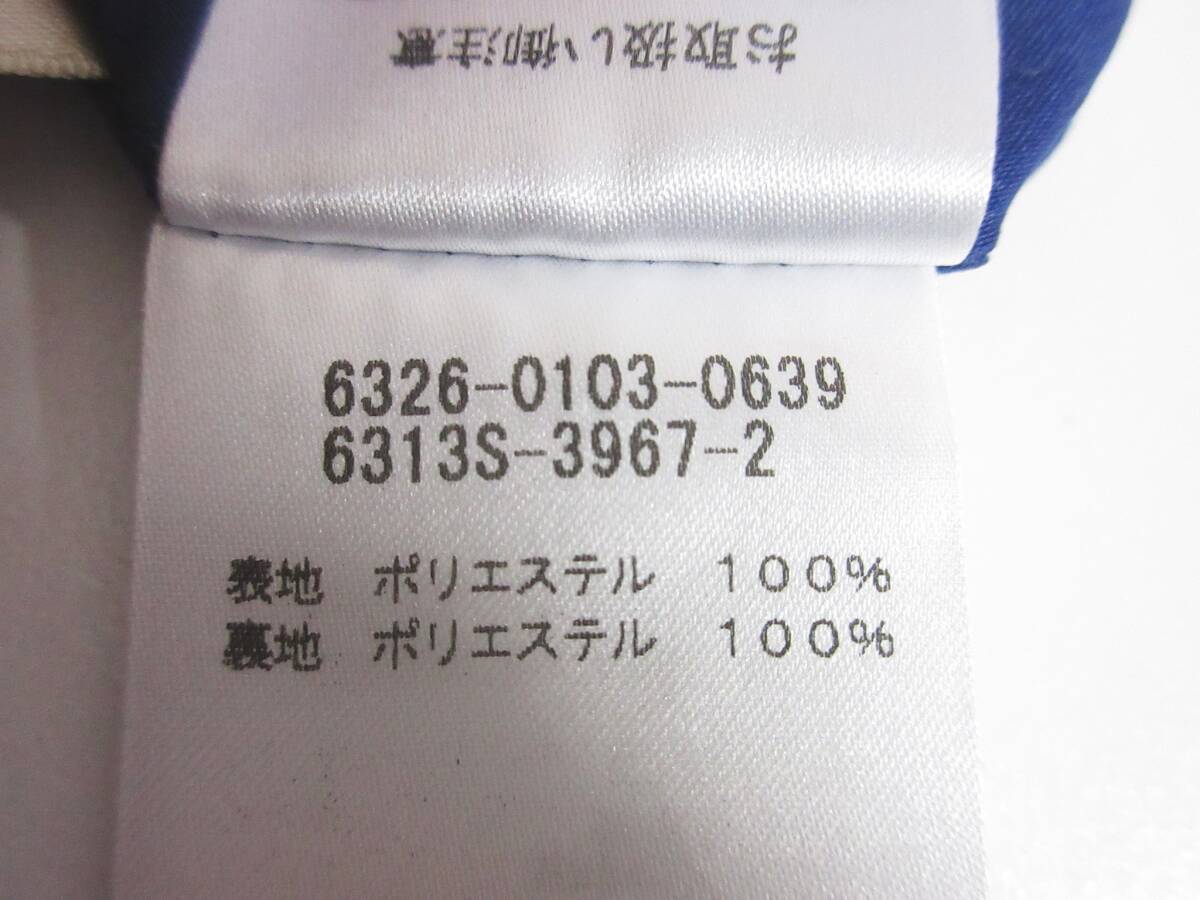 お取扱い御注意
6326-0103-0639
6313S-3967-2
表地 ポリエステル 100%
裏地 ポリエステル 100%